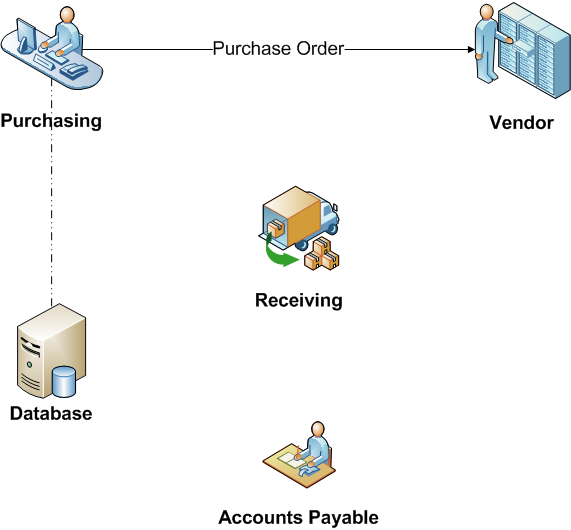 Purchase Order
Purchasing
Vendor
Receiving
Database
Accounts Payable